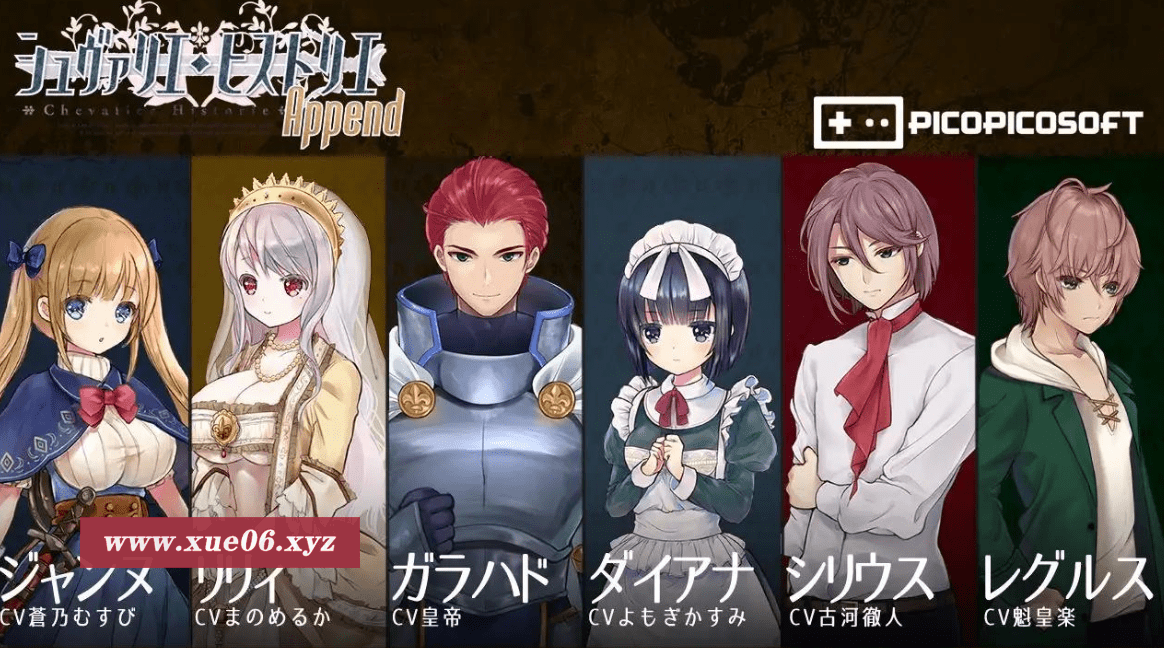 シュヴァリエ・ヒストリエ
Chevalier Historie
Append
PICOPICOSOFT
www.xue06.xyz
ジャンヌ
CV蒼乃むすび
リリィ
CVまのめるか
ガラハド
CV皇帝
ダイアナ
CVよもぎかすみ
シリウス
CV古河徹人
レグルス
CV魁皇楽